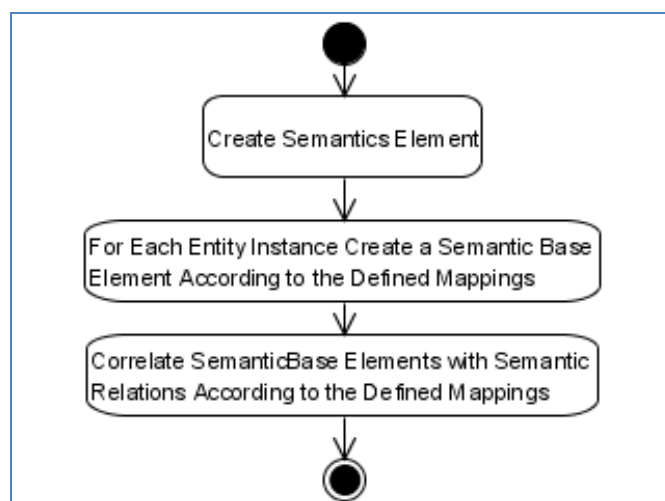 Create Semantics Element
For Each Entity Instance Create a Semantic Base
Element According to the Defined Mappings
Correlate SemanticBase Elements with Semantic
Relations According to the Defined Mappings